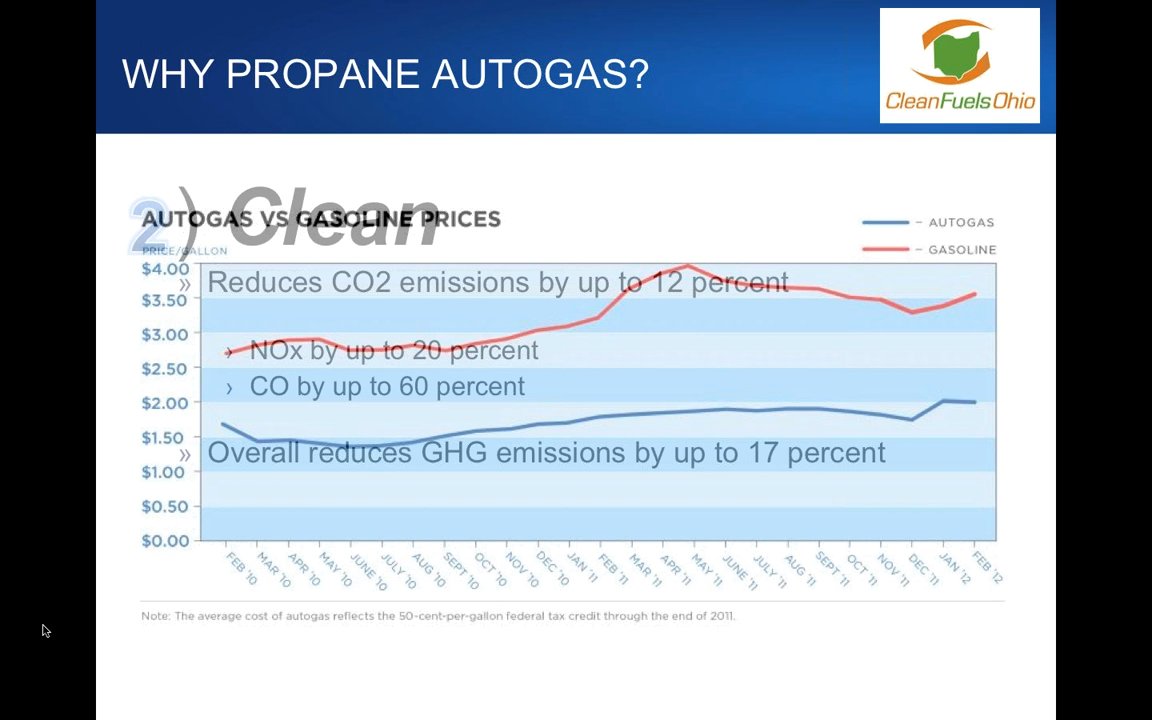 WHY PROPANE AUTOGAS?
CleanFuelsOhio
2) Clean
AUTOGAS VS GASOLINE PRICES
– AUTOGAS
– GASOLINE
PRICE/GALLON
» Reduces CO2 emissions by up to 12 percent
› NOx by up to 20 percent
› CO by up to 60 percent
» Overall reduces GHG emissions by up to 17 percent
$4.00
$3.50
$3.00
$2.50
$2.00
$1.50
$1.00
$0.50
$0.00
FEB '10
MAR '10
APR '10
MAY '10
JUNE '10
JULY '10
AUG '10
SEPT '10
OCT '10
NOV '10
DEC '10
JAN '11
FEB '11
MAR '11
APR '11
MAY '11
JUNE '11
JULY '11
AUG '11
SEPT '11
OCT '11
NOV '11
DEC '11
JAN '12
FEB '12
Note: The average cost of autogas reflects the 50-cent-per-gallon federal tax credit through the end of 2011.